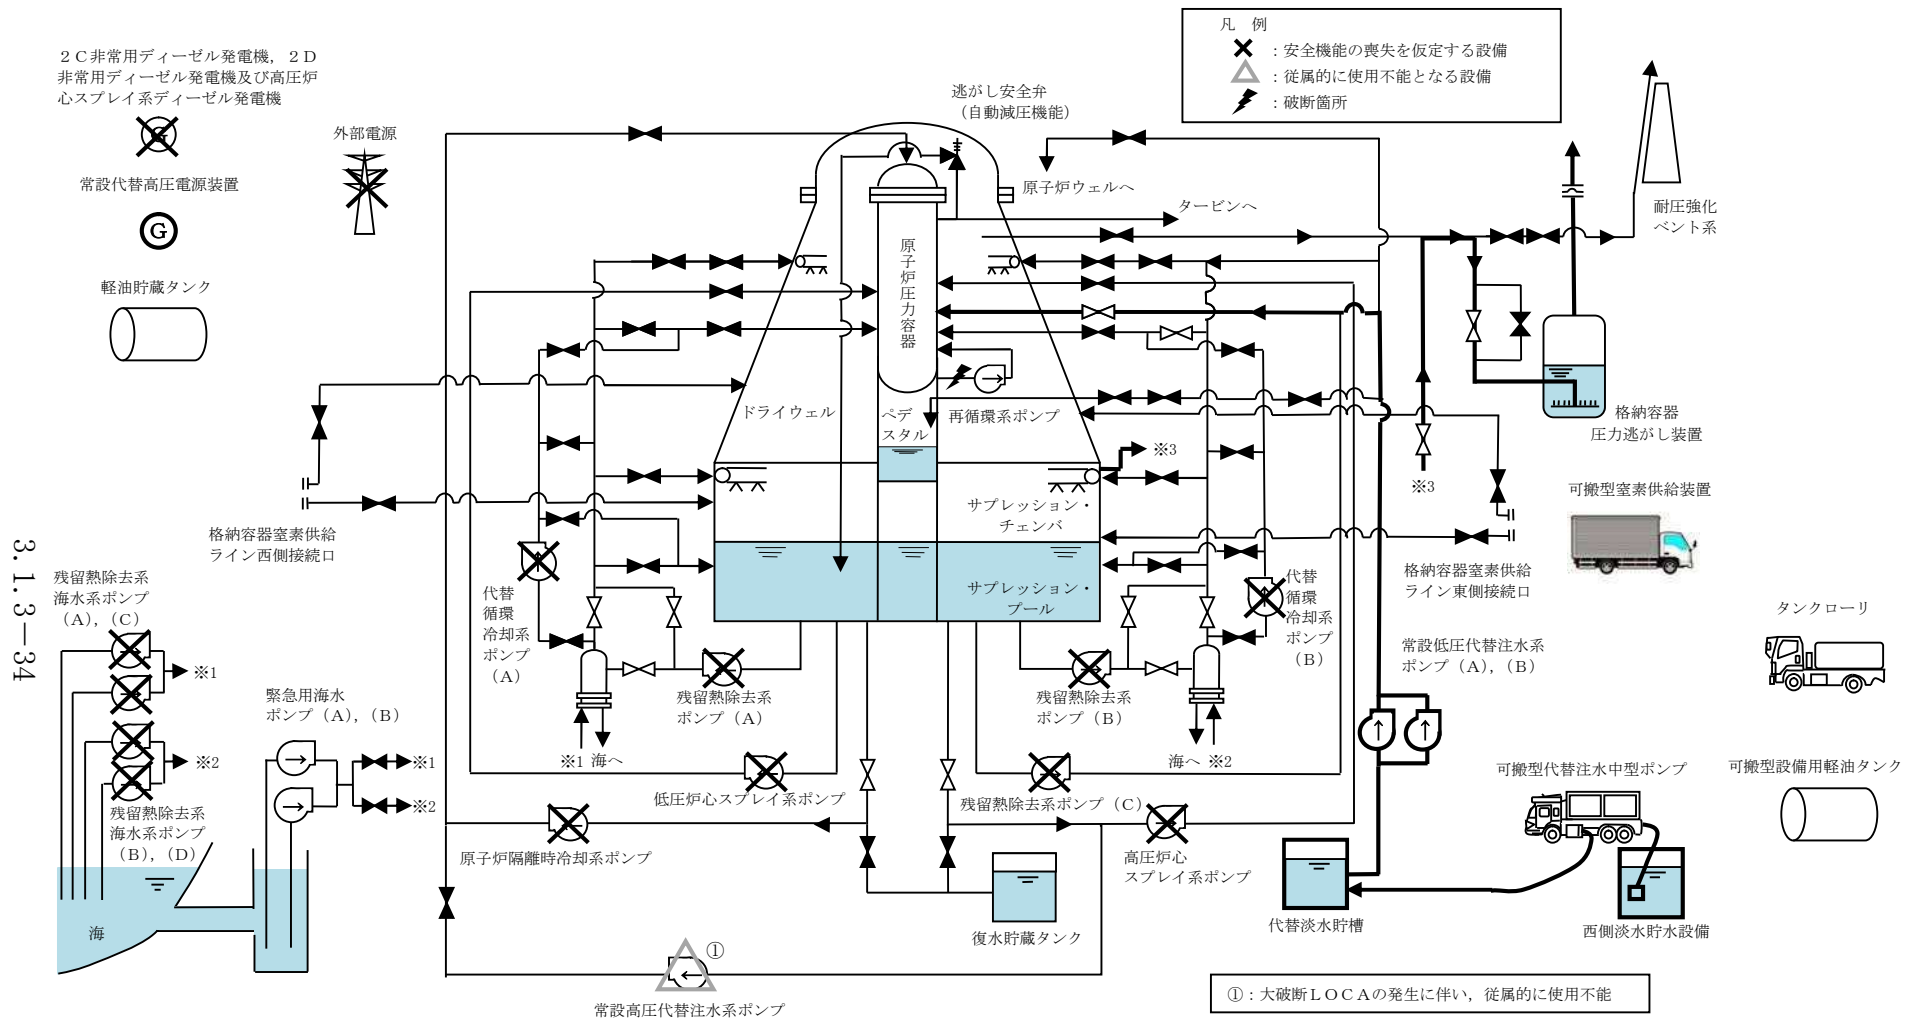 凡　例
：安全機能の喪失を仮定する設備
：従属的に使用不能となる設備
：破断箇所
２Ｃ非常用ディーゼル発電機，２Ｄ
非常用ディーゼル発電機及び高圧炉
心スプレイ系ディーゼル発電機
G
外部電源
常設代替高圧電源装置
G
軽油貯蔵タンク
逃がし安全弁
（自動減圧機能）
原子炉ウェルへ
タービンへ
耐圧強化
ベント系
原子炉圧力容器
ドライウェル
ペデ
スタル
再循環系ポンプ
※3
サプレッション・
チェンバ
サプレッション・
プール
格納容器
圧力逃がし装置
※3
可搬型窒素供給装置
格納容器窒素供給
ライン西側接続口
格納容器窒素供給
ライン東側接続口
3.1.3－34
残留熱除去系
海水系ポンプ
（A），（C）
※1
※2
残留熱除去系
海水系ポンプ
（B），（D）
緊急用海水
ポンプ（A），（B）
※1
※2
海
代替
循環
冷却系
ポンプ
（A）
残留熱除去系
ポンプ（A）
※1 海へ
代替
循環
冷却系
ポンプ
（B）
残留熱除去系
ポンプ（B）
海へ ※2
低圧炉心スプレイ系ポンプ
残留熱除去系ポンプ（C）
原子炉隔離時冷却系ポンプ
高圧炉心
スプレイ系ポンプ
復水貯蔵タンク
①
常設高圧代替注水系ポンプ
常設低圧代替注水系
ポンプ（A），（B）
タンクローリ
可搬型代替注水中型ポンプ
可搬型設備用軽油タンク
代替淡水貯槽
西側淡水貯水設備
①：大破断ＬＯＣＡの発生に伴い，従属的に使用不能